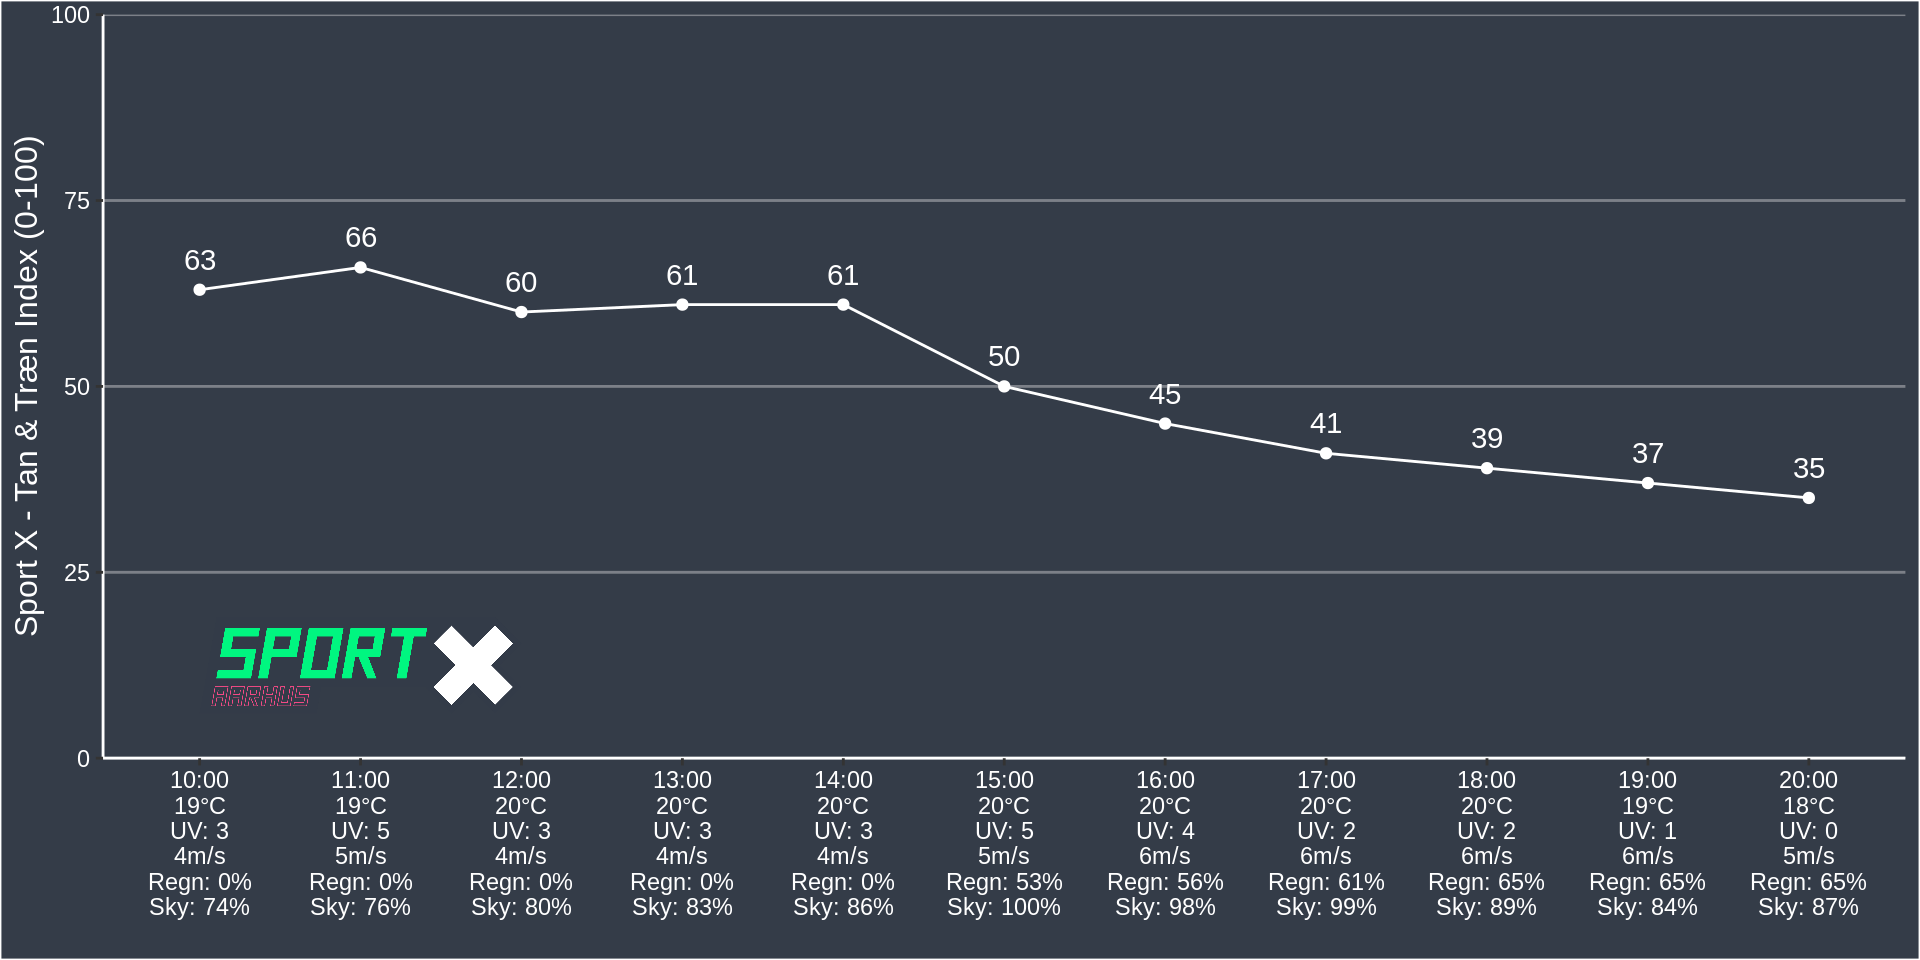 Sport X - Tan & Træn Index (0-100)
100
75
50
25
0
63
66
60
61
61
50
45
41
39
37
35
SPORT X
AARHUS
10:00 11:00 12:00 13:00 14:00 15:00 16:00 17:00 18:00 19:00 20:00
19°C 19°C 20°C 20°C 20°C 20°C 20°C 20°C 20°C 19°C 18°C
UV: 3 UV: 5 UV: 3 UV: 3 UV: 3 UV: 5 UV: 4 UV: 2 UV: 2 UV: 1 UV: 0
4m/s 5m/s 4m/s 4m/s 4m/s 5m/s 6m/s 6m/s 6m/s 6m/s 5m/s
Regn: 0% Regn: 0% Regn: 0% Regn: 0% Regn: 0% Regn: 53% Regn: 56% Regn: 61% Regn: 65% Regn: 65% Regn: 65%
Sky: 74% Sky: 76% Sky: 80% Sky: 83% Sky: 86% Sky: 100% Sky: 98% Sky: 99% Sky: 89% Sky: 84% Sky: 87%